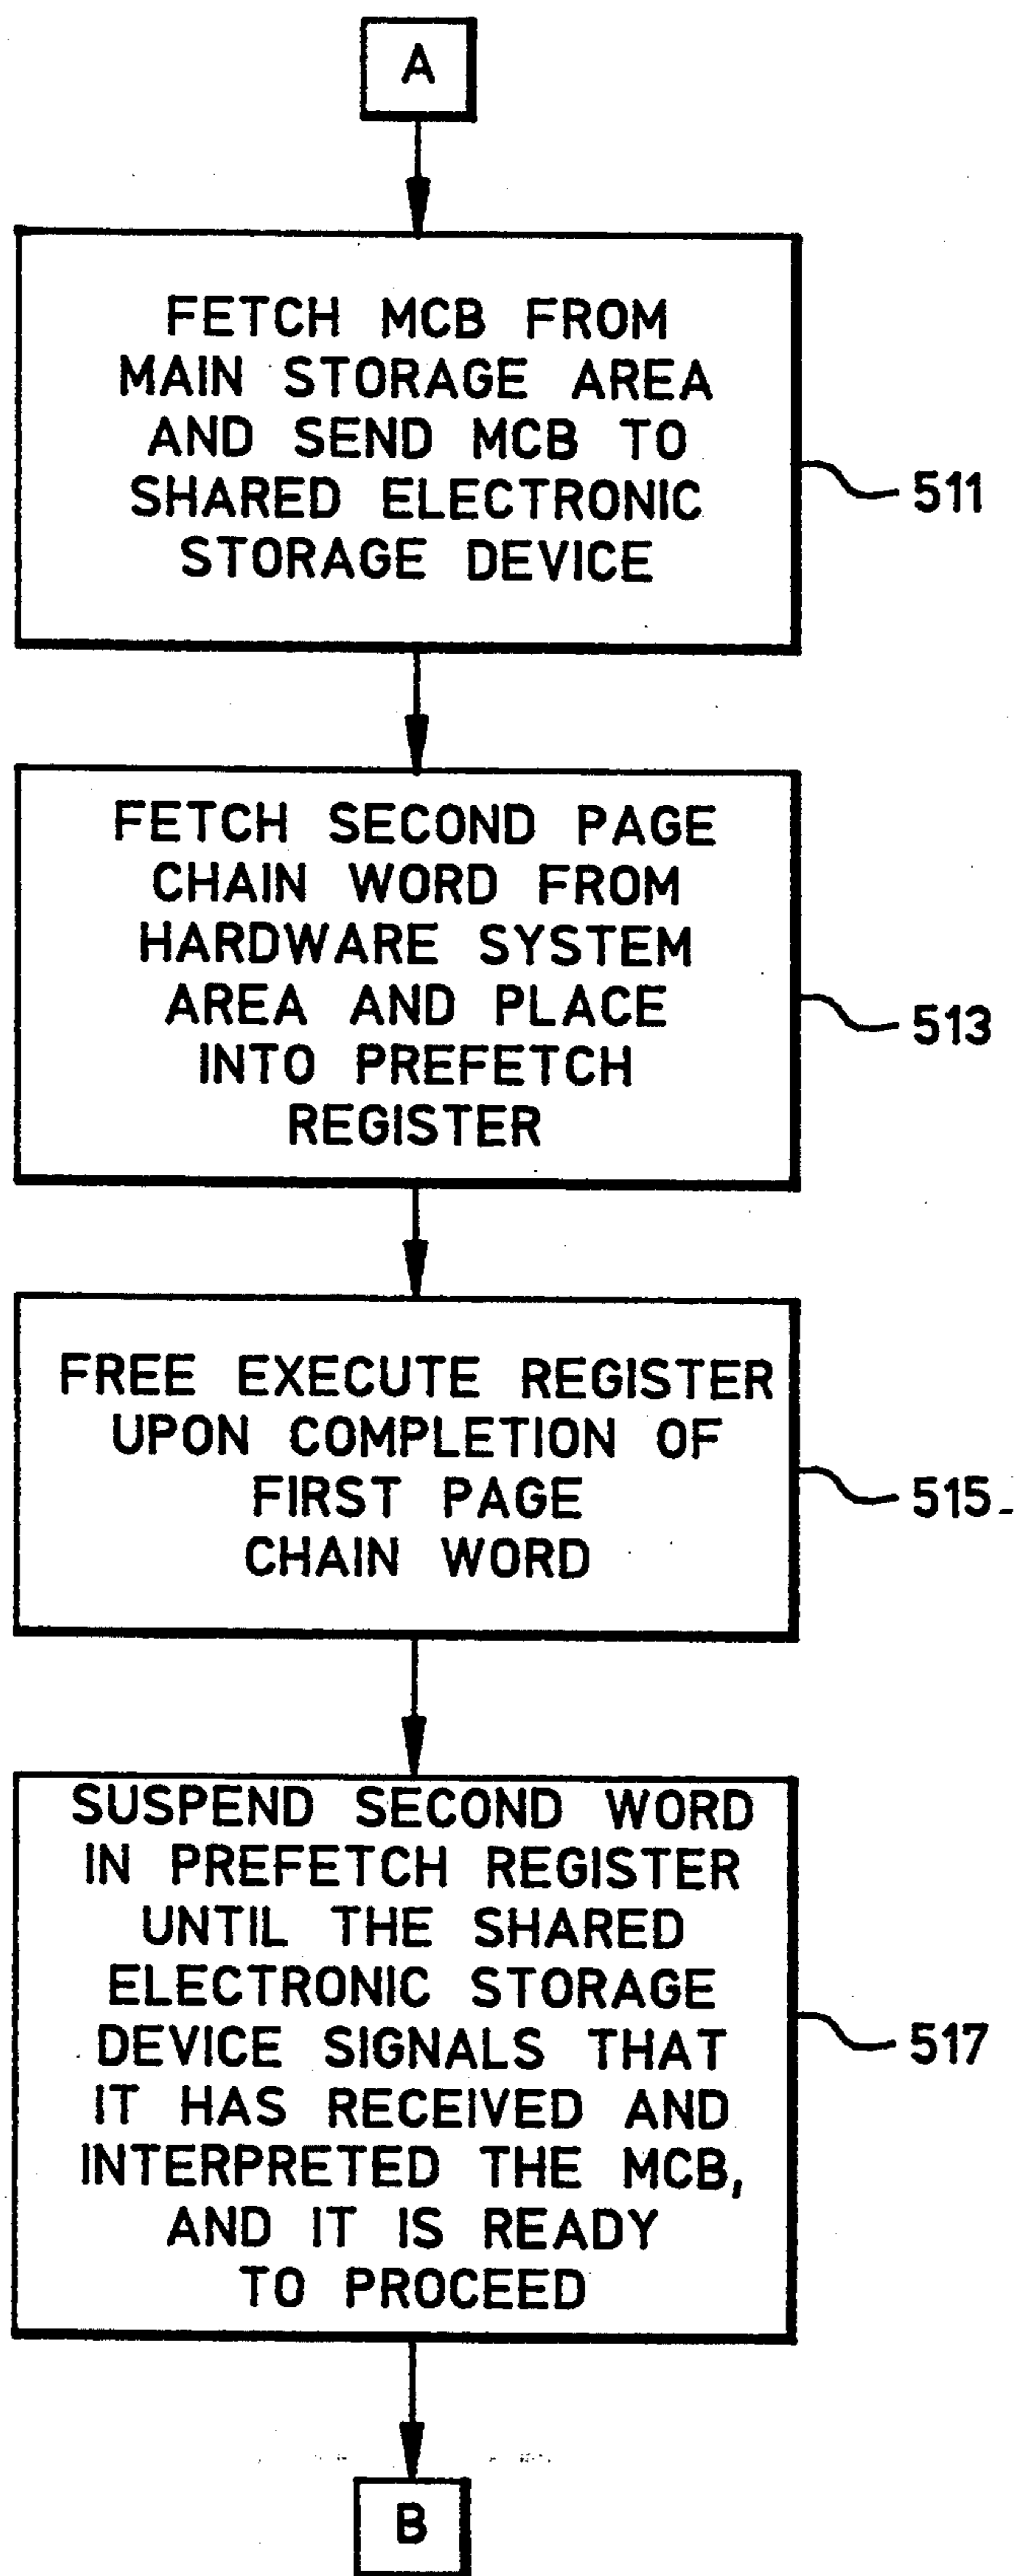 A
FETCH MCB FROM
MAIN STORAGE AREA
AND SEND MCB TO
SHARED ELECTRONIC
STORAGE DEVICE
511
FETCH SECOND PAGE
CHAIN WORD FROM
HARDWARE SYSTEM
AREA AND PLACE
INTO PREFETCH
REGISTER
513
FREE EXECUTE REGISTER
UPON COMPLETION OF
FIRST PAGE
CHAIN WORD
515
SUSPEND SECOND WORD
IN PREFETCH REGISTER
UNTIL THE SHARED
ELECTRONIC STORAGE
DEVICE SIGNALS THAT
IT HAS RECEIVED AND
INTERPRETED THE MCB,
AND IT IS READY
TO PROCEED
517
B